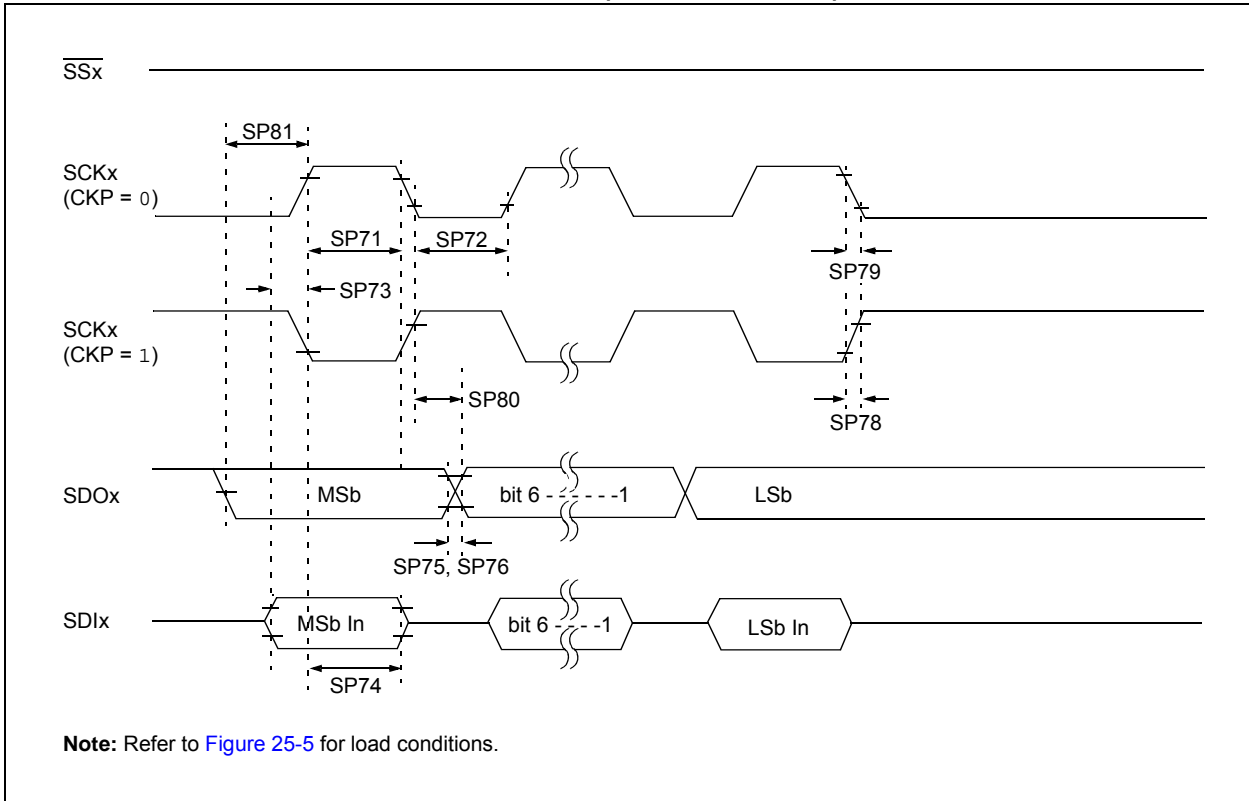 SSx
SP81
SCKx
(CKP = 0)
SP71
SP72
SP79
SP73
SCKx
(CKP = 1)
SP80
SP78
SDOx
MSb
bit 6 - - - - - -1
LSb
SP75, SP76
SDIx
MSb In
bit 6 - - - -1
LSb In
SP74
Note: Refer to Figure 25-5 for load conditions.